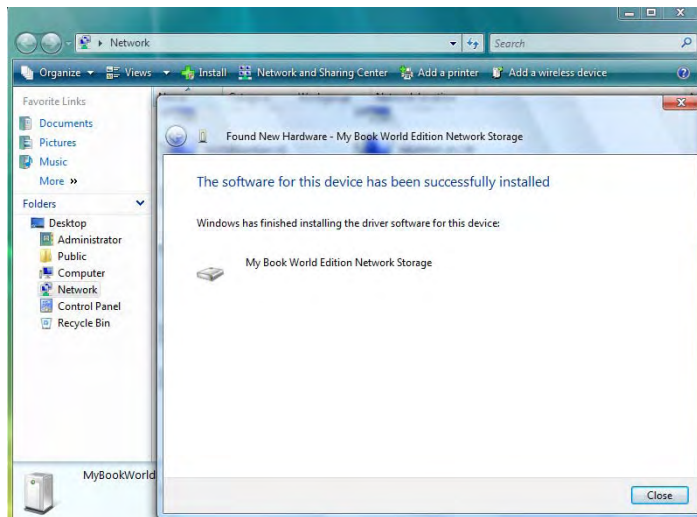 Network
Search
Organize Views Install Network and Sharing Center Add a printer Add a wireless device
Favorite Links
Documents
Pictures
Music
More »
Folders
Desktop
Administrator
Public
Computer
Network
Control Panel
Recycle Bin
MyBookWorld
Found New Hardware - My Book World Edition Network Storage
The software for this device has been successfully installed
Windows has finished installing the driver software for this device:
My Book World Edition Network Storage
Close